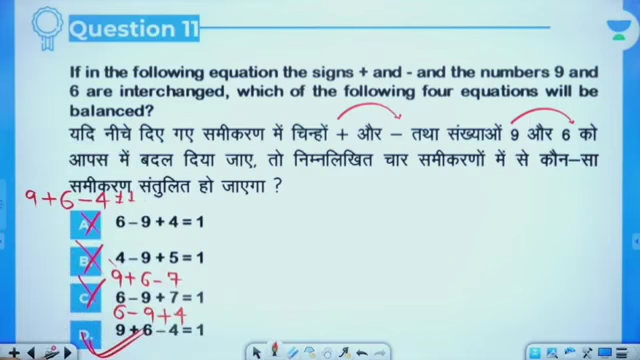 Question 11
If in the following equation the signs + and - and the numbers 9 and
6 are interchanged, which of the following four equations will be
balanced?
यदि नीचे दिए गए समीकरण में चिन्हों + और – तथा संख्याओं 9 और 6 को
आपस में बदल दिया जाए, तो निम्नलिखित चार समीकरणों में से कौन–सा
समीकरण संतुलित हो जाएगा ?
9+6-4≠1
A 6 – 9 + 4 = 1
B 4 – 9 + 5 = 1
9+6-7
C 6 – 9 + 7 = 1
6-9+4
D 9 + 6 – 4 = 1